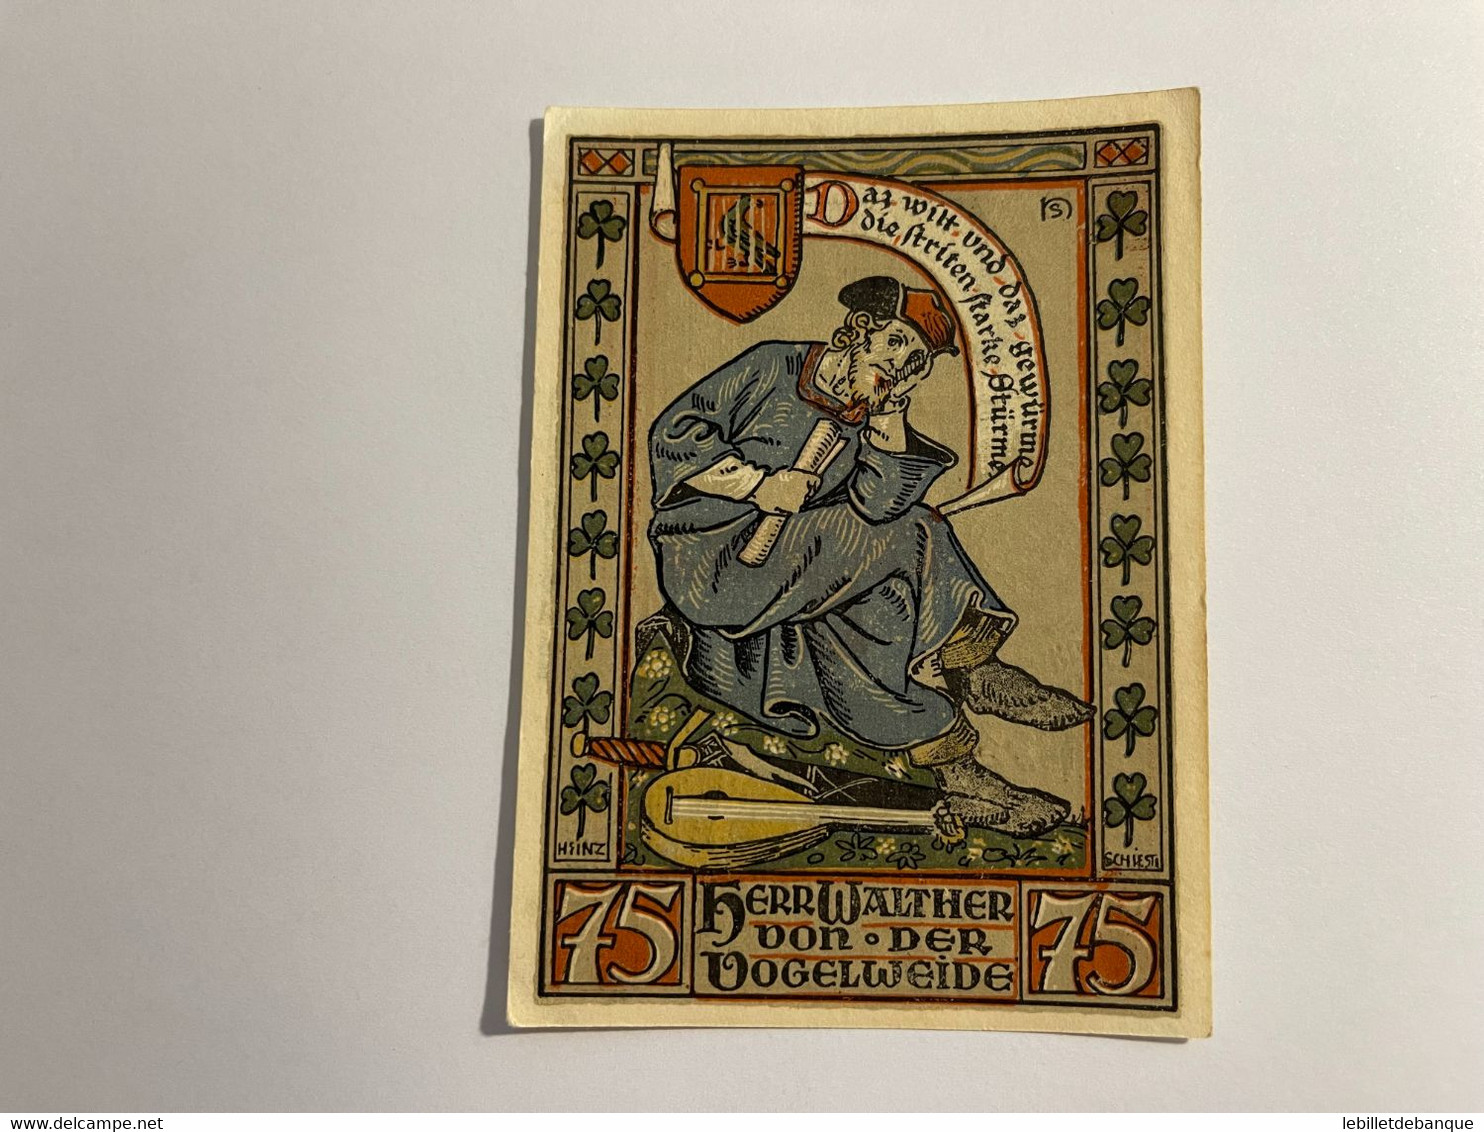 Daz wilt und daz gewürme
die striten starke Stürme
HS
HEINZ
SCHIESTL
75
HERR WALTHER
VON DER
VOGELWEIDE
75
www.delcampe.net
lebilletdebanque